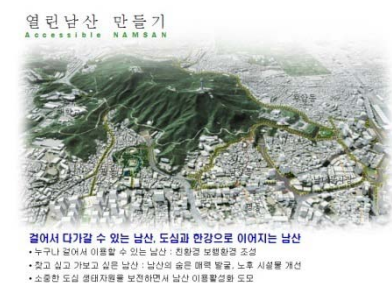 열린남산 만들기
Accessible NAMSAN
걸어서 다가갈 수 있는 남산, 도심과 한강으로 이어지는 남산
• 누구나 걸어서 이용할 수 있는 남산 : 친환경 보행환경 조성
• 찾고 싶고 가보고 싶은 남산 : 남산의 숨은 매력 발굴, 노후 시설물 개선
• 소중한 도심 생태자원을 보전하면서 남산 이용활성화 도모